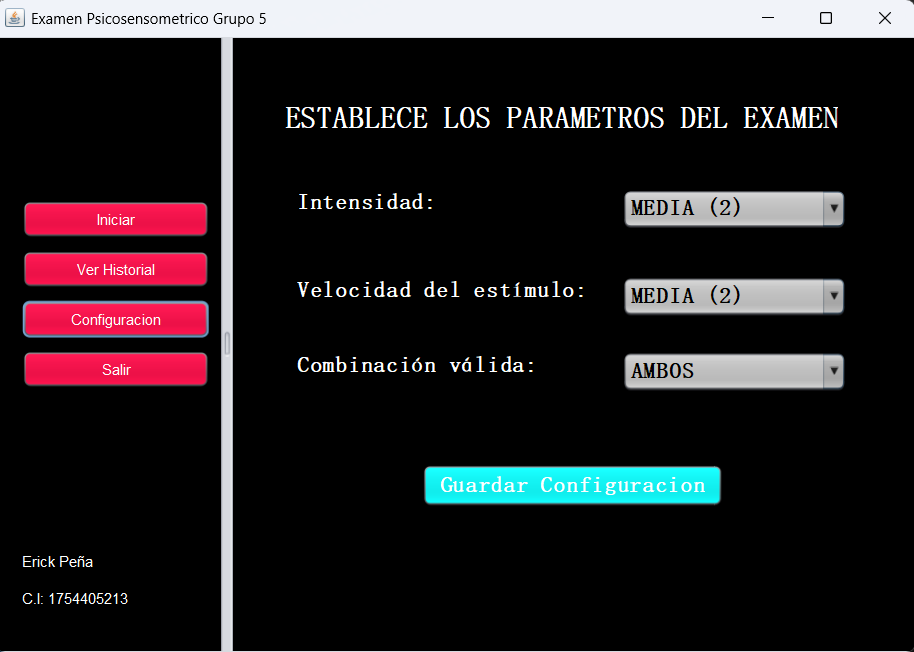 Examen Psicosensometrico Grupo 5
Iniciar
Ver Historial
Configuracion
Salir
Erick Peña
C.I: 1754405213
ESTABLECE LOS PARAMETROS DEL EXAMEN
Intensidad:
MEDIA (2)
Velocidad del estímulo:
MEDIA (2)
Combinación válida:
AMBOS
Guardar Configuracion